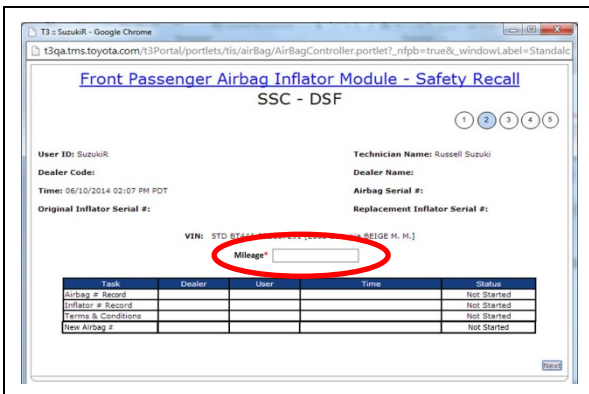 T3 :: SuzukiR - Google Chrome
t3qa.tms.toyota.com/t3Portal/portlets/tis/airBag/AirBagController.portlet?_nfpb=true&_windowLabel=Standalc
Front Passenger Airbag Inflator Module - Safety Recall
SSC - DSF
1 2 3 4 5
User ID: SuzukiR Technician Name: Russell Suzuki
Dealer Code: Dealer Name:
Time: 06/10/2014 02:07 PM PDT Airbag Serial #:
Original Inflator Serial #: Replacement Inflator Serial #:
VIN: STD BEIGE M. M.]
Mileage*
Task Dealer User Time Status
Airbag # Record Not Started
Inflator # Record Not Started
Terms & Conditions Not Started
New Airbag # Not Started
Next